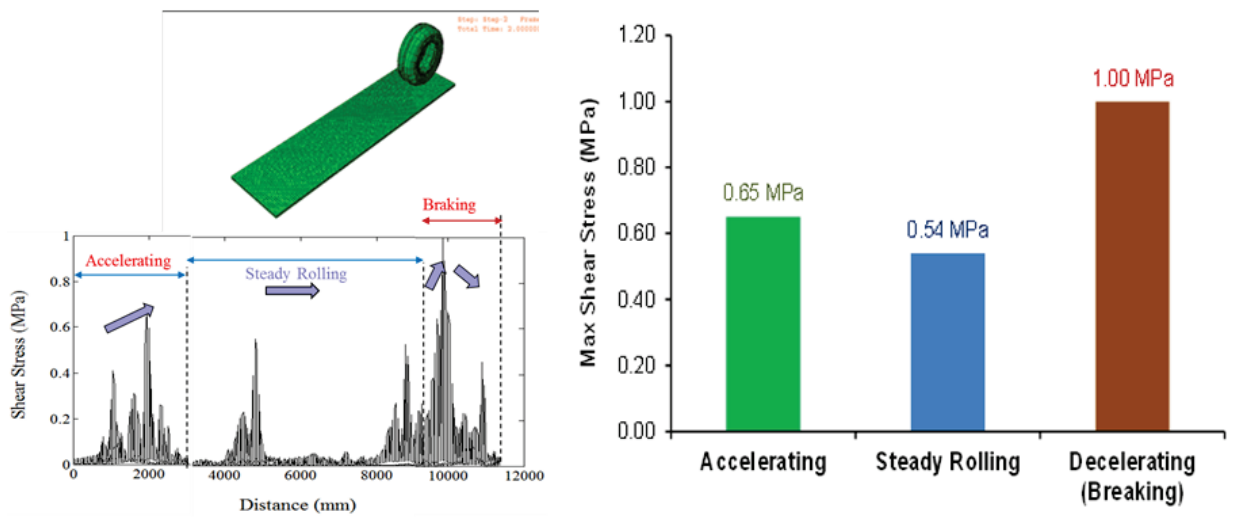 Step: Step-2 Frame
Total Time: 2.000000
Braking
Accelerating
Steady Rolling
1
0.8
0.6
0.4
0.2
0
Shear Stress (MPa)
0 2000 4000 6000 8000 10000 12000
Distance (mm)
1.20
1.00
0.80
0.60
0.40
0.20
0.00
Max Shear Stress (MPa)
0.65 MPa
0.54 MPa
1.00 MPa
Accelerating
Steady Rolling
Decelerating
(Breaking)